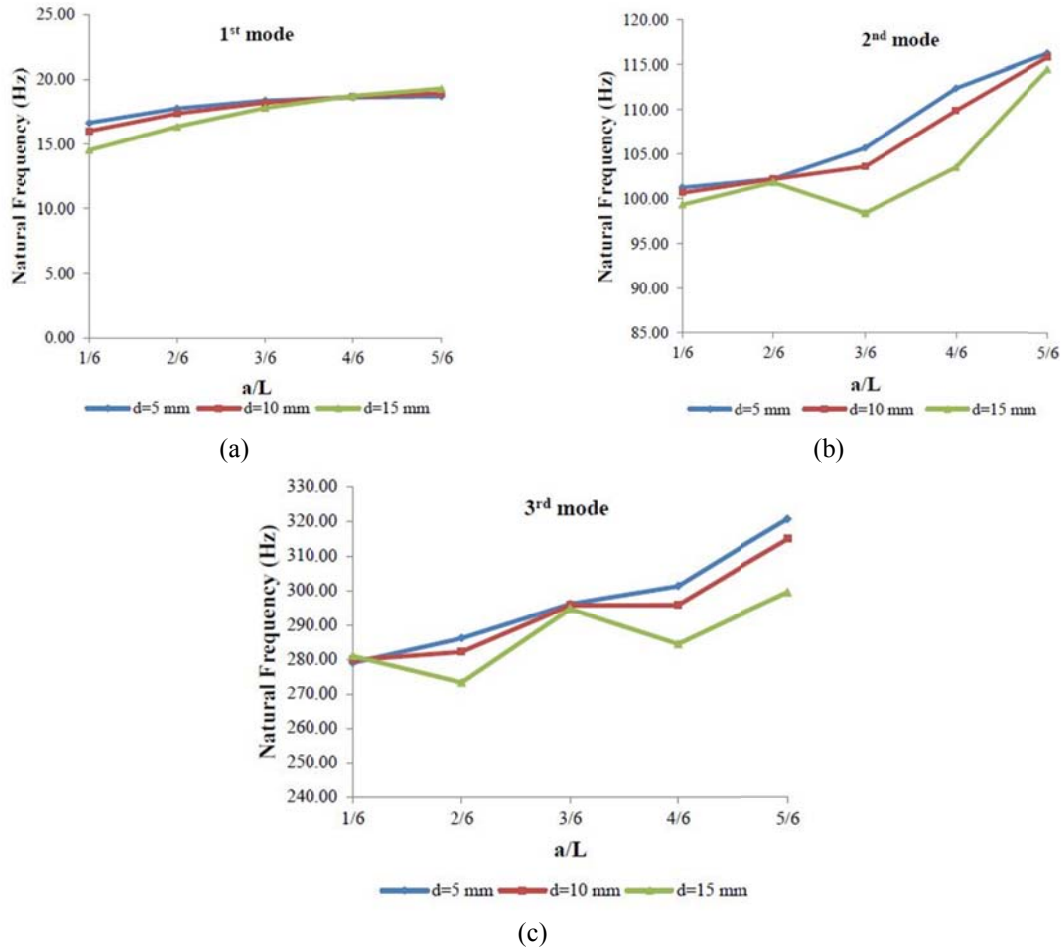 1st mode
Natural Frequency (Hz)
25.00
20.00
15.00
10.00
5.00
0.00
1/6 2/6 3/6 4/6 5/6
a/L
d=5 mm d=10 mm d=15 mm
(a)
2nd mode
Natural Frequency (Hz)
120.00
115.00
110.00
105.00
100.00
95.00
90.00
85.00
1/6 2/6 3/6 4/6 5/6
a/L
d=5 mm d=10 mm d=15 mm
(b)
3rd mode
Natural Frequency (Hz)
330.00
320.00
310.00
300.00
290.00
280.00
270.00
260.00
250.00
240.00
1/6 2/6 3/6 4/6 5/6
a/L
d=5 mm d=10 mm d=15 mm
(c)